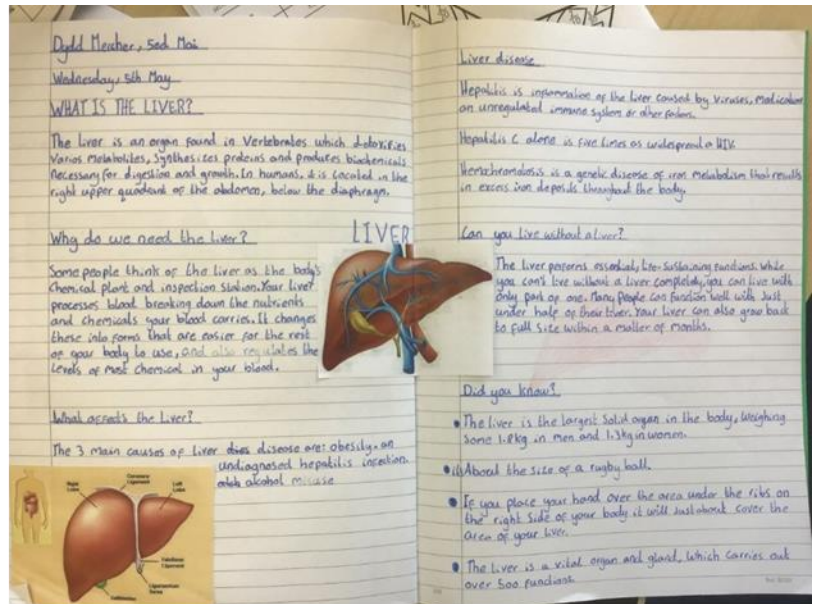 Dydd Mercher, 5ed Mai
Wednesday, 5th May
WHAT IS THE LIVER?
The liver is an organ found in Vertebrates which detoxifies
Varios Metabolites, Synthesizes proteins and produces biochemicals
necessary for digestion and growth. In humans, it is located in the
right upper quadrant of the abdomen, below the diaphragm.
Why do we need the liver?
Some people think of the liver as the body's
Chemical plant and inspection station. Your liver
processes blood breaking down the nutrients
and chemicals your blood carries. It changes
these into forms that are easier for the rest
of your body to use, and also regulates the
levels of most chemical in your blood.
What affects the Liver?
The 3 main causes of liver disease are: obesity, an
undiagnosed hepatitis infection.
alcohol misuse
Right
Lobe
Coronary
Ligament
Left
Lobe
Falciform
Ligament
Ligamentum
Teres
Gallbladder
LIVER
Liver disease
Hepatitis is inflammation of the liver caused by viruses, medication
an unregulated immune system or other factors.
Hepatitis C alone is five times as widespread a HIV.
Hemochromatosis is a genetic disease of iron metabolism that results
in excess iron deposits throughout the body.
Can you live without a liver?
The Liver performs essential, life-sustaining functions. While
you can't live without a liver completely, you can live with
only part of one. Many people can function well with Just
under half of their liver. Your Liver can also grow back
to full size within a matter of months.
Did you know?
The liver is the largest Solid organ in the body, Weighing
Some 1.8kg in men and 1.3kg in women.
About the size of a rugby ball.
If you place your hand over the area under the ribs on
the right side of your body it will Just about cover the
area of your liver.
The liver is a vital organ and gland, Which carries out
over 500 functions.